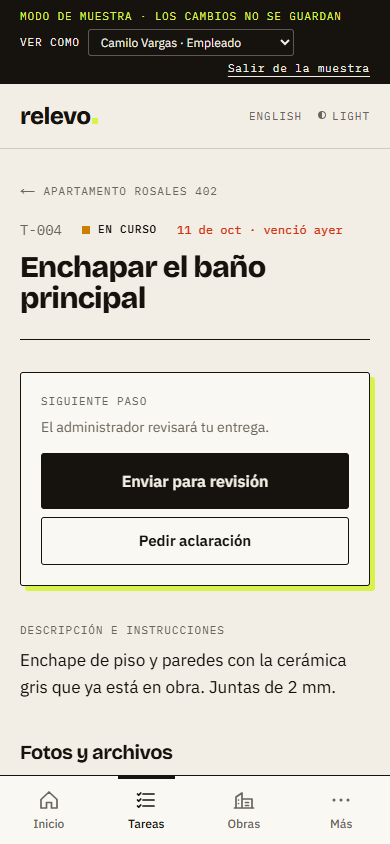 MODO DE MUESTRA · LOS CAMBIOS NO SE GUARDAN
VER COMO Camilo Vargas · Empleado
Salir de la muestra
relevo.
ENGLISH LIGHT
← APARTAMENTO ROSALES 402
T-004 EN CURSO 11 de oct · venció ayer
Enchapar el baño
principal
SIGUIENTE PASO
El administrador revisará tu entrega.
Enviar para revisión
Pedir aclaración
DESCRIPCIÓN E INSTRUCCIONES
Enchape de piso y paredes con la cerámica
gris que ya está en obra. Juntas de 2 mm.
Fotos y archivos
Inicio Tareas Obras Más